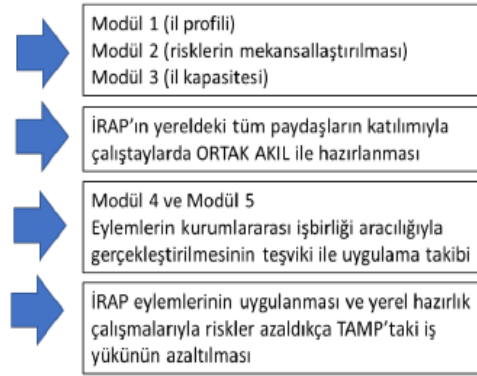 Modül 1 (il profili)
Modül 2 (risklerin mekansallaştırılması)
Modül 3 (il kapasitesi)
İRAP'ın yereldeki tüm paydaşların katılımıyla
çalıştaylarda ORTAK AKIL ile hazırlanması
Modül 4 ve Modül 5
Eylemlerin kurumlararası işbirliği aracılığıyla
gerçekleştirilmesinin teşviki ile uygulama takibi
İRAP eylemlerinin uygulanması ve yerel hazırlık
çalışmalarıyla riskler azaldıkça TAMP'taki iş
yükünün azaltılması